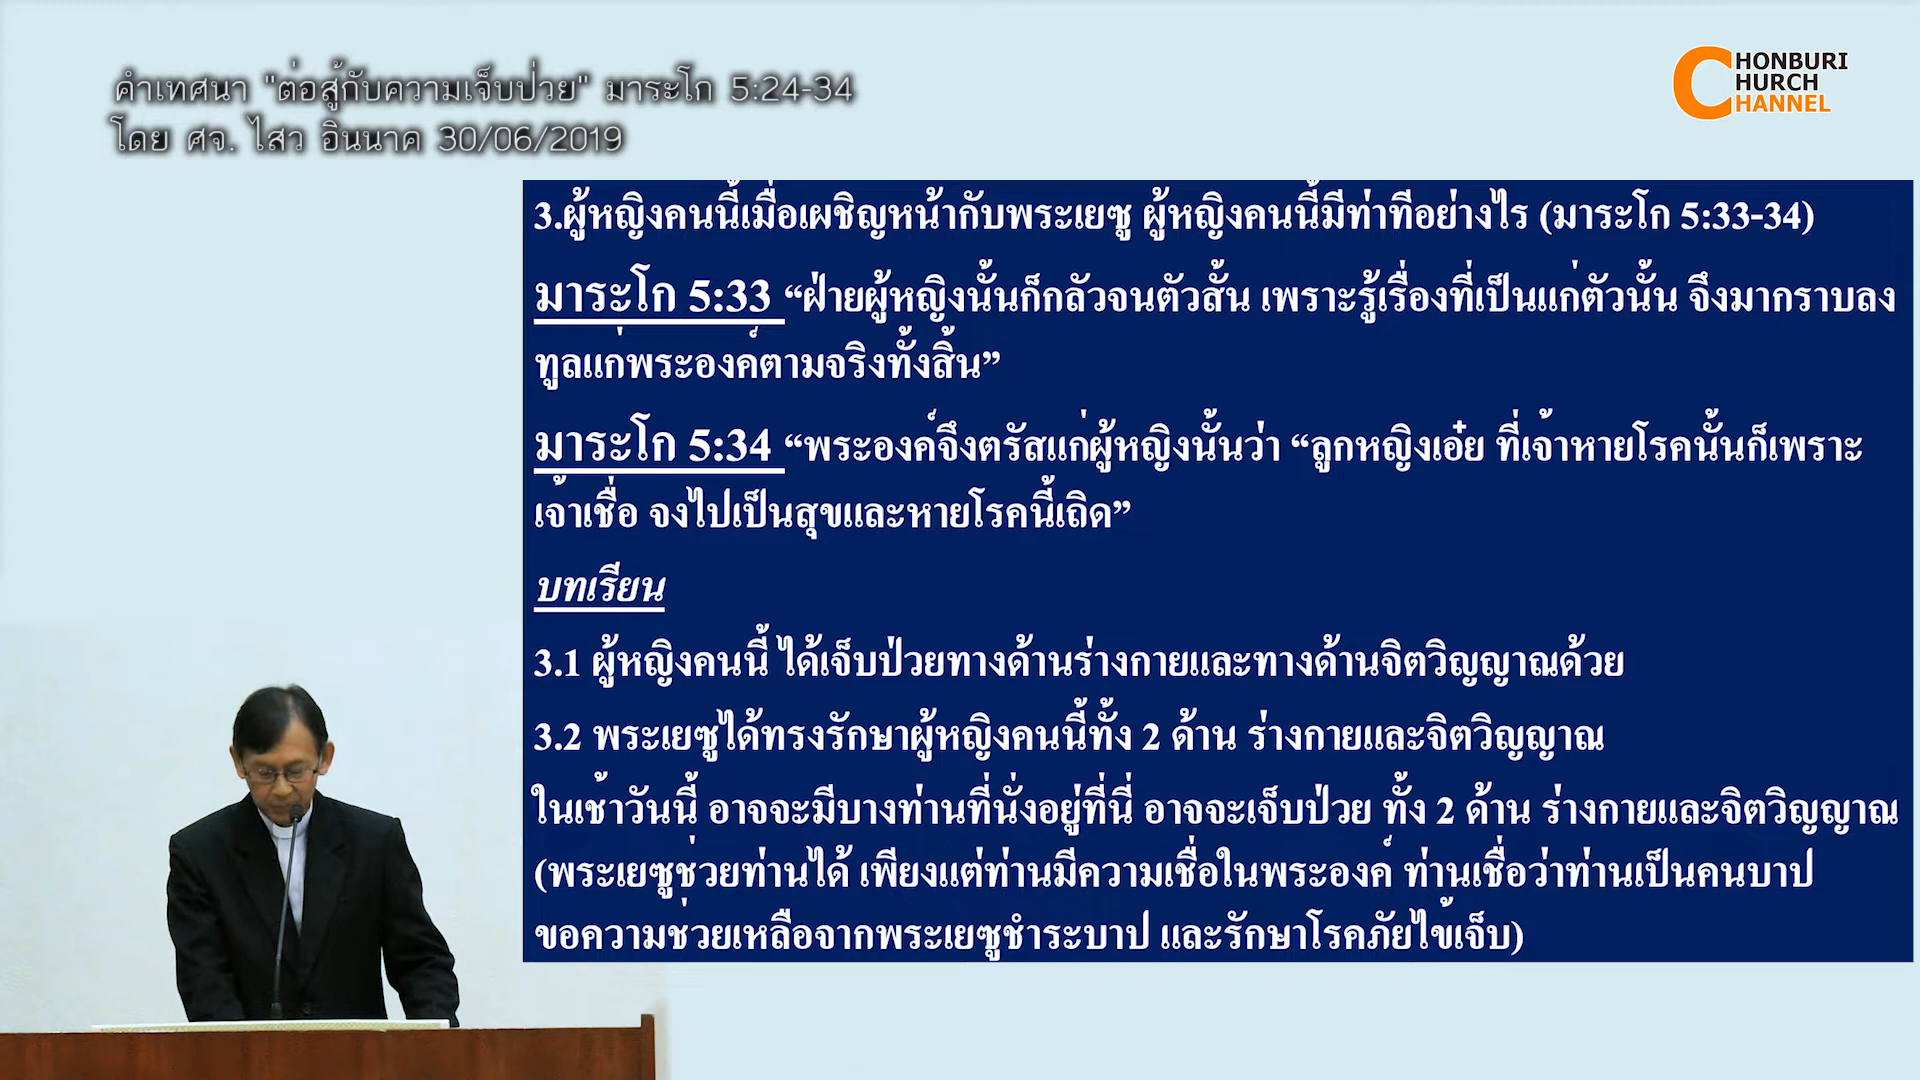 คำเทศนา "ต่อสู้กับความเจ็บป่วย" มาระโก 5:24-34
โดย ศจ. ไสว อินนาค 30/06/2019
CHONBURI
CHURCH
CHANNEL
3.ผู้หญิงคนนี้เมื่อเผชิญหน้ากับพระเยซู ผู้หญิงคนนี้มีท่าทีอย่างไร (มาระโก 5:33-34)
มาระโก 5:33 “ฝ่ายผู้หญิงนั้นก็กลัวจนตัวสั้น เพราะรู้เรื่องที่เป็นแก่ตัวนั้น จึงมากราบลง
ทูลแก่พระองค์ตามจริงทั้งสิ้น”
มาระโก 5:34 “พระองค์จึงตรัสแก่ผู้หญิงนั้นว่า “ลูกหญิงเอ๋ย ที่เจ้าหายโรคนั้นก็เพราะ
เจ้าเชื่อ จงไปเป็นสุขและหายโรคนี้เถิด”
บทเรียน
3.1 ผู้หญิงคนนี้ ได้เจ็บป่วยทางด้านร่างกายและทางด้านจิตวิญญาณด้วย
3.2 พระเยซูได้ทรงรักษาผู้หญิงคนนี้ทั้ง 2 ด้าน ร่างกายและจิตวิญญาณ
ในเช้าวันนี้ อาจจะมีบางท่านที่นั่งอยู่ที่นี่ อาจจะเจ็บป่วย ทั้ง 2 ด้าน ร่างกายและจิตวิญญาณ
(พระเยซูช่วยท่านได้ เพียงแต่ท่านมีความเชื่อในพระองค์ ท่านเชื่อว่าท่านเป็นคนบาป
ขอความช่วยเหลือจากพระเยซูชำระบาป และรักษาโรคภัยไข้เจ็บ)